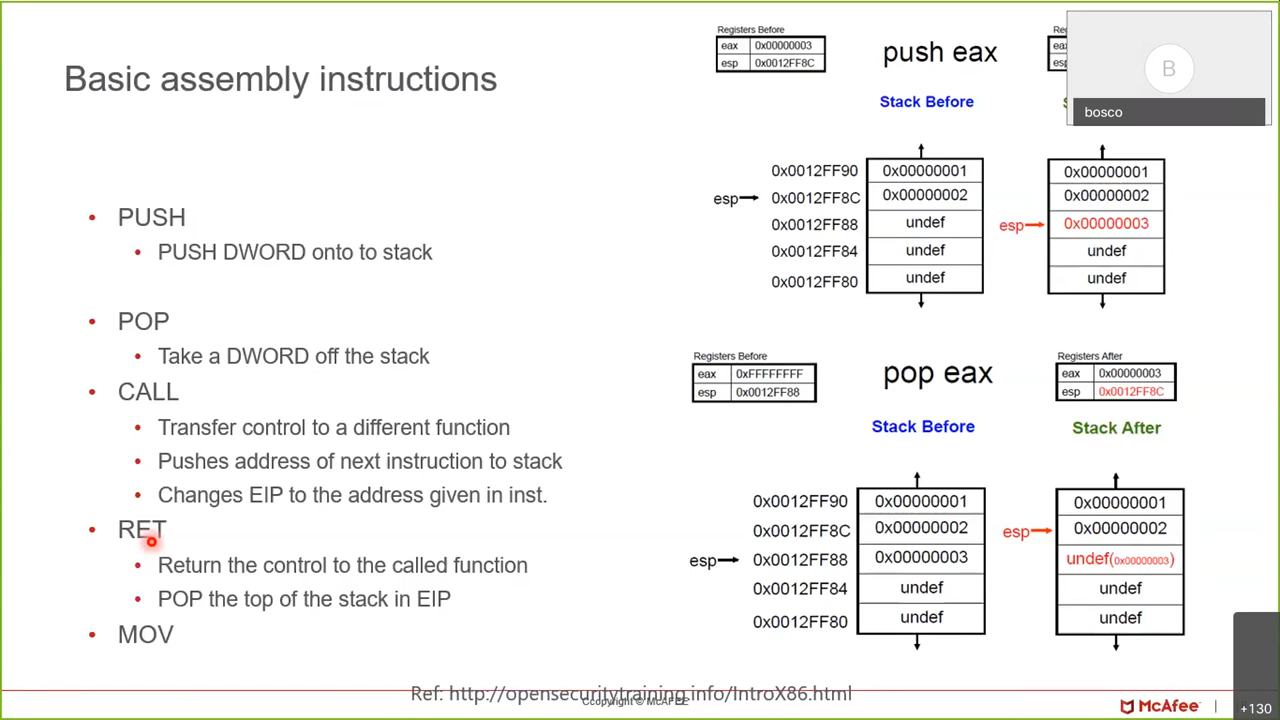 Basic assembly instructions
PUSH
PUSH DWORD onto to stack
POP
Take a DWORD off the stack
CALL
Transfer control to a different function
Pushes address of next instruction to stack
Changes EIP to the address given in inst.
RET
Return the control to the called function
POP the top of the stack in EIP
MOV
Registers Before
eax 0x00000003
esp 0x0012FF8C
push eax
Stack Before
0x0012FF90 0x00000001 0x00000001
esp 0x0012FF8C 0x00000002 0x00000002
0x0012FF88 undef esp 0x00000003
0x0012FF84 undef undef
0x0012FF80 undef undef
B
bosco
Registers Before
eax 0xFFFFFFFF
esp 0x0012FF88
pop eax
Registers After
eax 0x00000003
esp 0x0012FF8C
Stack Before
Stack After
0x0012FF90 0x00000001 0x00000001
0x0012FF8C 0x00000002 esp 0x00000002
esp 0x0012FF88 0x00000003 undef(0x00000003)
0x0012FF84 undef undef
0x0012FF80 undef undef
Ref: http://opensecuritytraining.info/IntroX86.html
Ccopyright © McAFEE
McAfee
+130